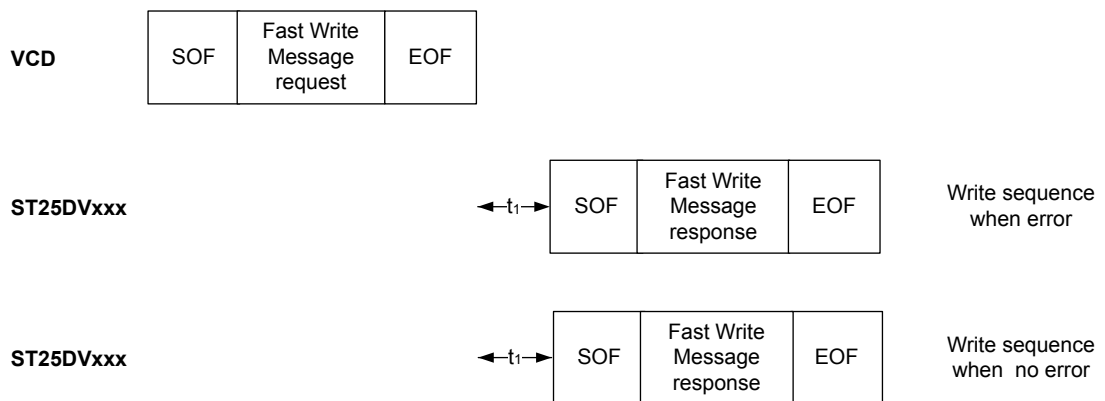 VCD
SOF
Fast Write
Message
request
EOF
ST25DVxxx
t1
SOF
Fast Write
Message
response
EOF
Write sequence
when error
ST25DVxxx
t1
SOF
Fast Write
Message
response
EOF
Write sequence
when no error